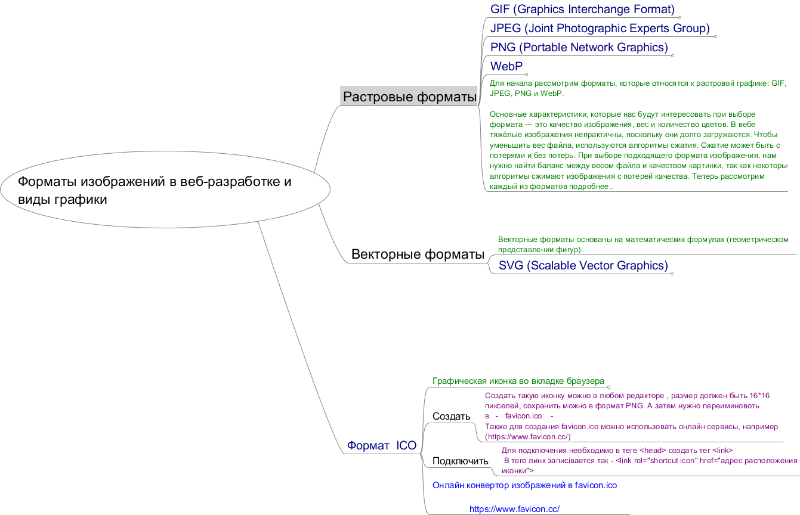 GIF (Graphics Interchange Format)
JPEG (Joint Photographic Experts Group)
PNG (Portable Network Graphics)
WebP
Растровые форматы
Для начала рассмотрим форматы, которые относятся к растровой графике: GIF,
JPEG, PNG и WebP.
Основные характеристики, которые нас будут интересовать при выборе
формата — это качество изображения, вес и количество цветов. В вебе
тяжёлые изображения непрактичны, поскольку они долго загружаются. Чтобы
уменьшить вес файла, используются алгоритмы сжатия. Сжатие может быть с
потерями и без потерь. При выборе подходящего формата изображения, нам
нужно найти баланс между весом файла и качеством картинки, так как некоторы
алгоритмы сжимают изображения с потерей качества. Теперь рассмотрим
каждый из форматов подробнее..
Форматы изображений в веб-разработке и
виды графики
Векторные форматы
Векторные форматы основаны на математических формулах (геометрическом
представлении фигур).
SVG (Scalable Vector Graphics)
Формат ICO
Графическая иконка во вкладке браузера
Создать
Создать такую иконку можно в любом редакторе , размер должен быть 16*16
пикселей, сохранить можно в формат PNG. А затем нужно переиминовоть
в - favicon.ico -
Также для создания favicon.ico можно использовать онлайн сервисы, например
(https://www.favicon.cc/)
Подключить
Для подключения необходимо в теге <head> создать тег <link>
В теге линк записівается так - <link rel="shortcut icon" href="адрес расположения
иконки">
Онлайн конвертор изображений в favicon.ico
https://www.favicon.cc/